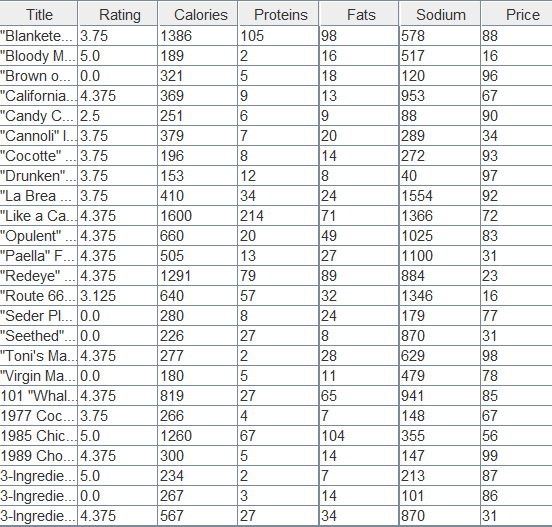 Title Rating Calories Proteins Fats Sodium Price
"Blankete... 3.75 1386 105 98 578 88
"Bloody M... 5.0 189 2 16 517 16
"Brown o... 0.0 321 5 18 120 96
"California... 4.375 369 9 13 953 67
"Candy C... 2.5 251 6 9 88 90
"Cannoli" I... 3.75 379 7 20 289 34
"Cocotte" ... 3.75 196 8 14 272 93
"Drunken"... 3.75 153 12 8 40 97
"La Brea ... 3.75 410 34 24 1554 92
"Like a Ca... 4.375 1600 214 71 1366 72
"Opulent" ... 4.375 660 20 49 1025 83
"Paella" F... 4.375 505 13 27 1100 31
"Redeye" ... 4.375 1291 79 89 884 23
"Route 66... 3.125 640 57 32 1346 16
"Seder Pl... 0.0 280 8 24 179 77
"Seethed"... 0.0 226 27 8 870 31
"Toni's Ma... 4.375 277 2 28 629 98
"Virgin Ma... 0.0 180 5 11 479 78
101 "Whal... 4.375 819 27 65 941 85
1977 Coc... 3.75 266 4 7 148 67
1985 Chic... 5.0 1260 67 104 355 56
1989 Cho... 4.375 300 5 14 147 99
3-Ingredie... 5.0 234 2 7 213 87
3-Ingredie... 0.0 267 3 14 101 86
3-Ingredie... 4.375 567 27 34 870 31